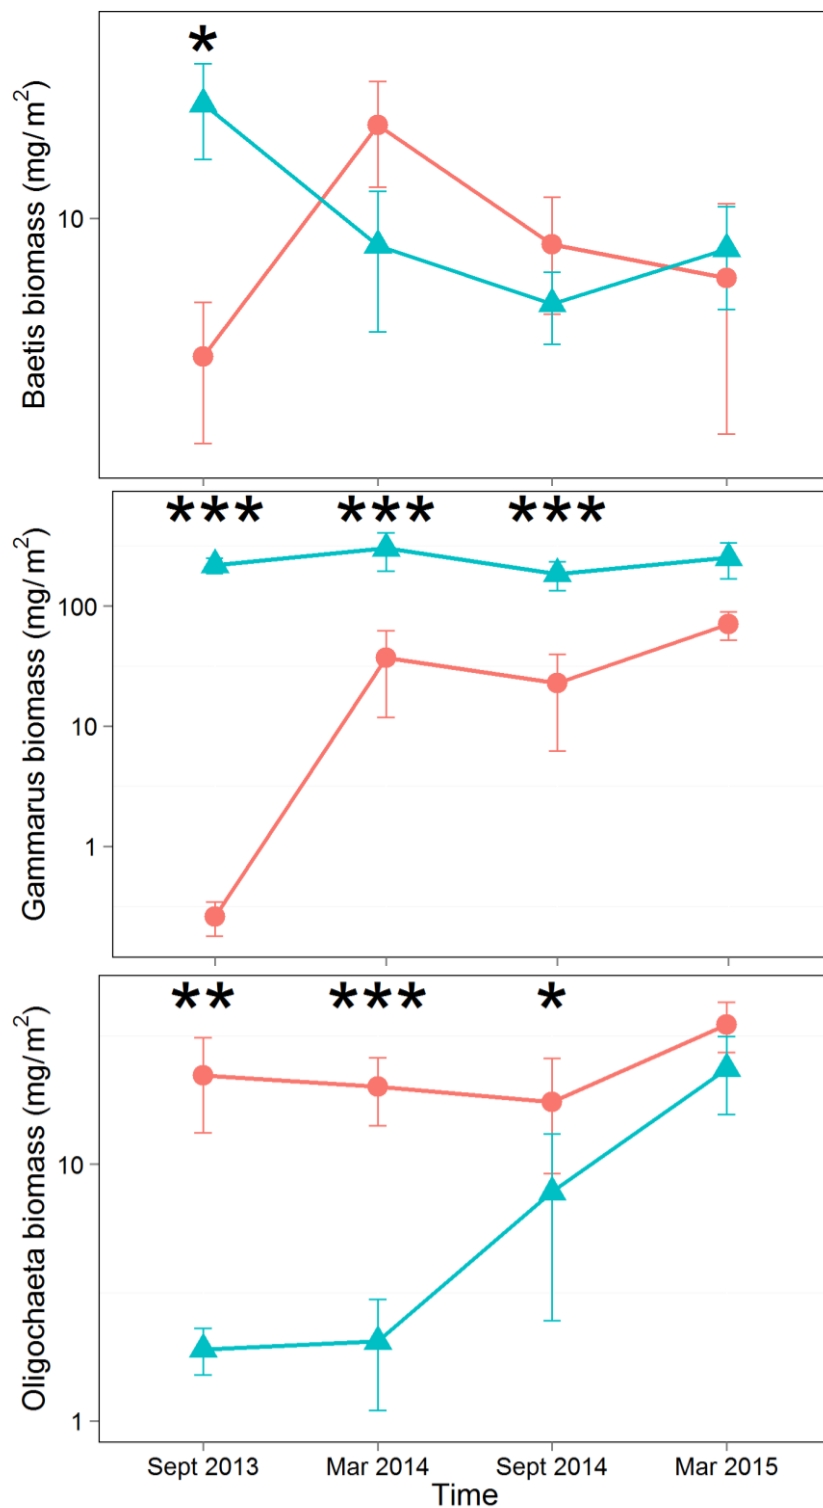 *
Baetis biomass (mg/m²)
10
*** *** ***
Gammarus biomass (mg/m²)
100
10
1
** *** *
Oligochaeta biomass (mg/m²)
10
1
Sept 2013 Mar 2014 Sept 2014 Mar 2015
Time